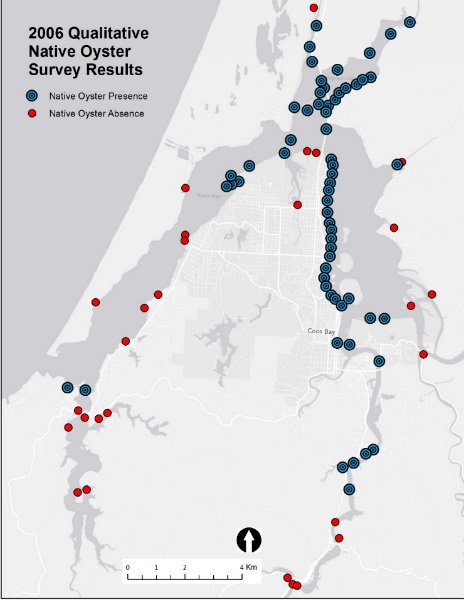 2006 Qualitative
Native Oyster
Survey Results
Native Oyster Presence
Native Oyster Absence
Coos Bay
0 1 2 4 Km